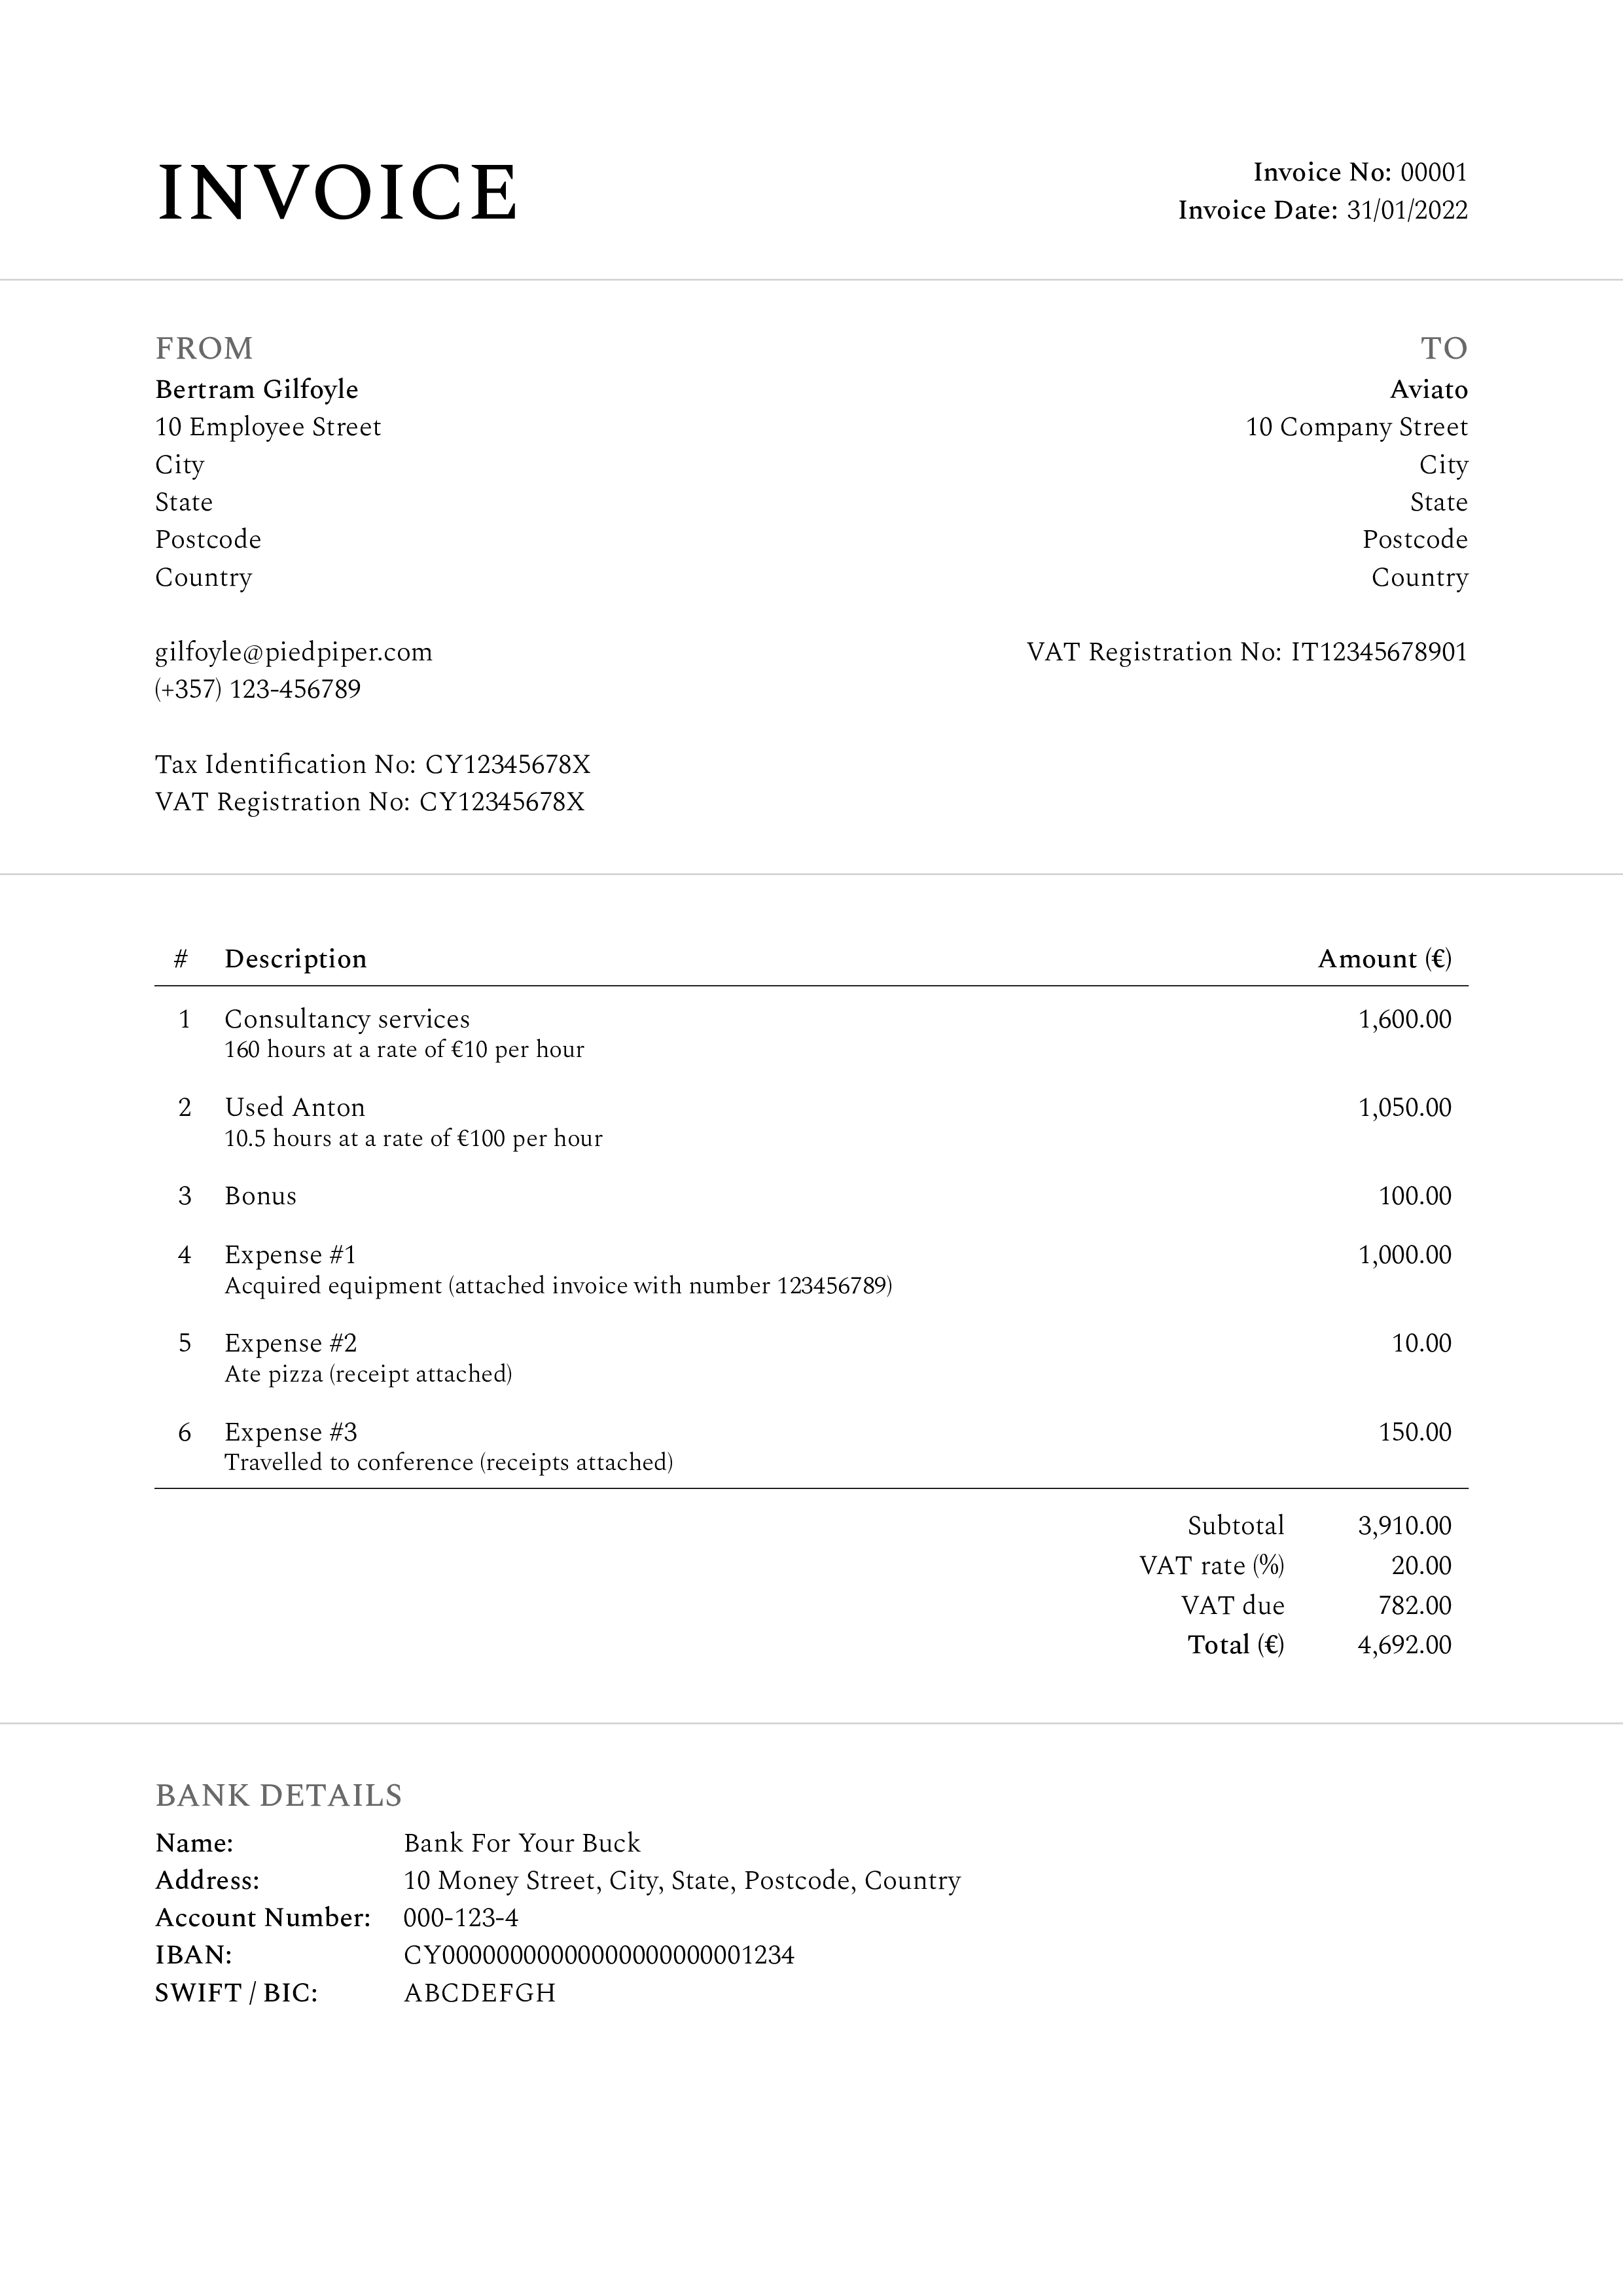 INVOICE
Invoice No: 00001
Invoice Date: 31/01/2022
FROM
Bertram Gilfoyle
10 Employee Street
City
State
Postcode
Country
gilfoyle@piedpiper.com
(+357) 123-456789
Tax Identification No: CY12345678X
VAT Registration No: CY12345678X
TO
Aviato
10 Company Street
City
State
Postcode
Country
VAT Registration No: IT12345678901
# Description Amount (€)
1 Consultancy services 1,600.00
160 hours at a rate of €10 per hour
2 Used Anton 1,050.00
10.5 hours at a rate of €100 per hour
3 Bonus 100.00
4 Expense #1 1,000.00
Acquired equipment (attached invoice with number 123456789)
5 Expense #2 10.00
Ate pizza (receipt attached)
6 Expense #3 150.00
Travelled to conference (receipts attached)
Subtotal 3,910.00
VAT rate (%) 20.00
VAT due 782.00
Total (€) 4,692.00
BANK DETAILS
Name: Bank For Your Buck
Address: 10 Money Street, City, State, Postcode, Country
Account Number: 000-123-4
IBAN: CY00000000000000000000001234
SWIFT / BIC: ABCDEFGH